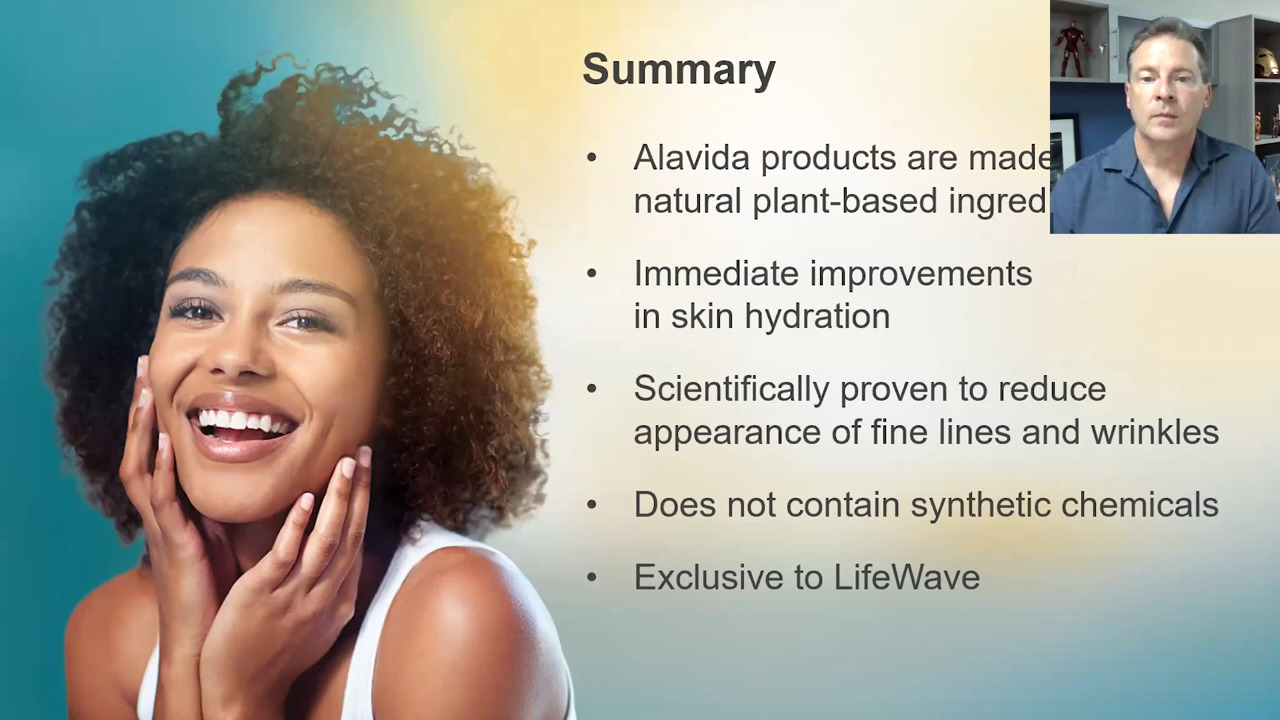 Summary
• Alavida products are made
natural plant-based ingred
• Immediate improvements
in skin hydration
• Scientifically proven to reduce
appearance of fine lines and wrinkles
• Does not contain synthetic chemicals
• Exclusive to LifeWave